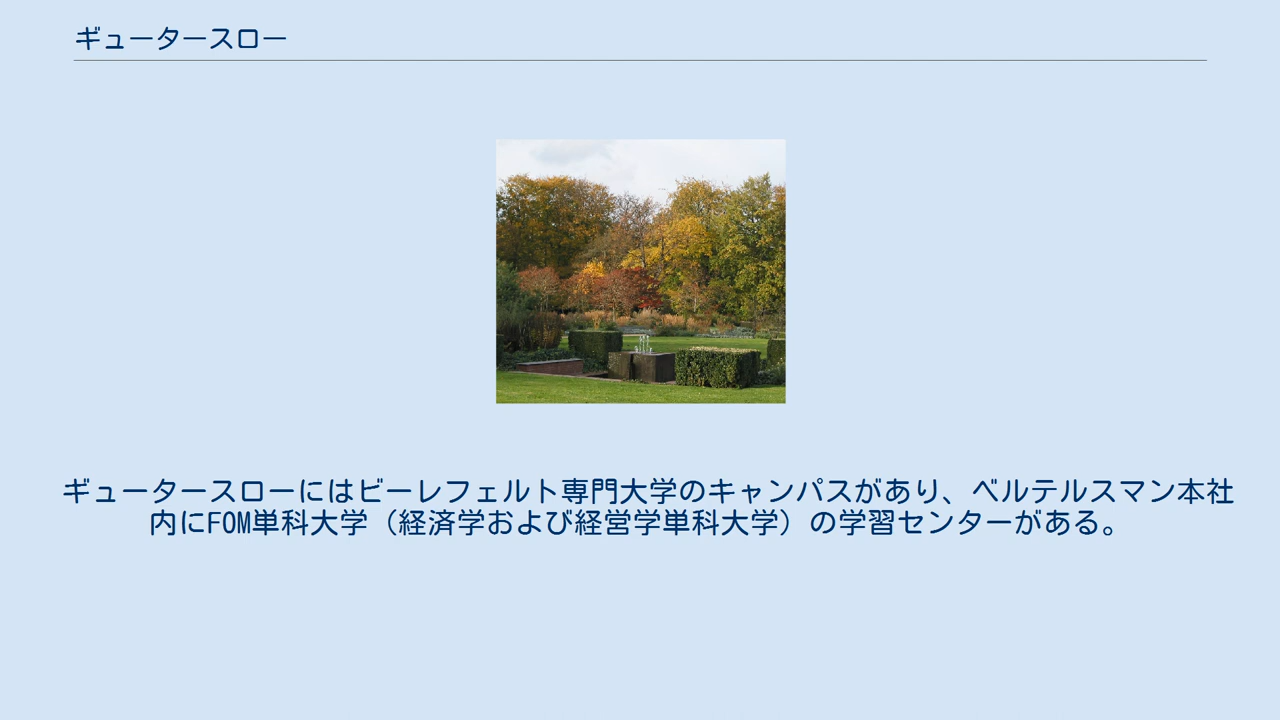 ギュータースロー
ギュータースローにはビーレフェルト専門大学のキャンパスがあり、ベルテルスマン本社
内にFOM単科大学（経済学および経営学単科大学）の学習センターがある。